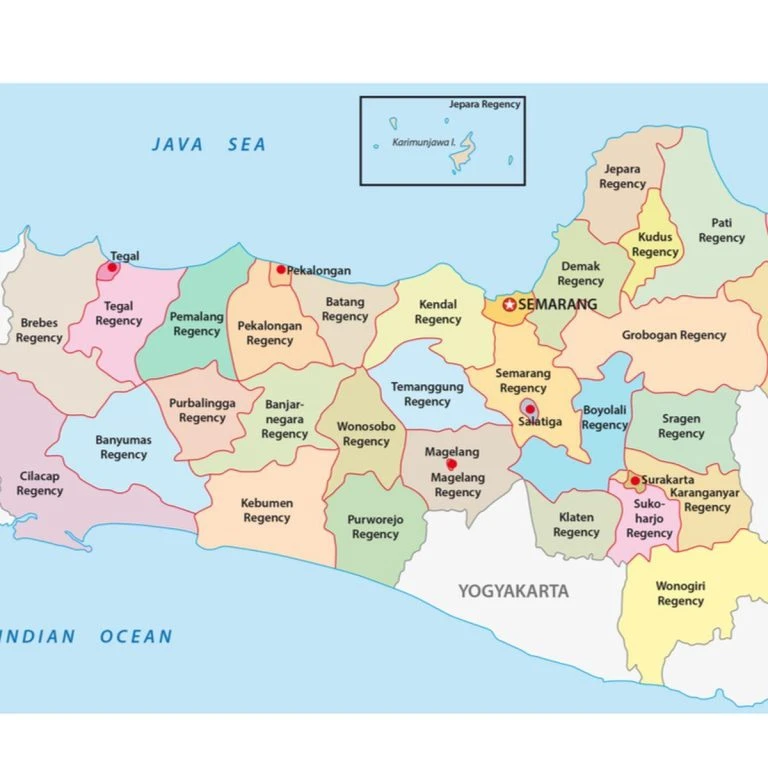 Jepara Regency
Karimunjawa I.
JAVA SEA
Jepara
Regency
Pati
Regency
Kudus
Regency
Tegal
Pekalongan
Demak
Regency
Batang
Regency
Kendal
Regency
SEMARANG
Tegal
Regency
Pemalang
Regency
Brebes
Regency
Pekalongan
Regency
Grobogan Regency
Semarang
Regency
Temanggung
Regency
Salatiga
Boyolali
Regency
Sragen
Regency
Purbalingga
Regency
Banjar-
negara
Regency
Wonosobo
Regency
Banyumas
Regency
Magelang
Magelang
Regency
Cilacap
Regency
Surakarta
Karanganyar
Regency
Kebumen
Regency
Purworejo
Regency
Klaten
Regency
Suko-
harjo
Regency
YOGYAKARTA
Wonogiri
Regency
INDIAN OCEAN